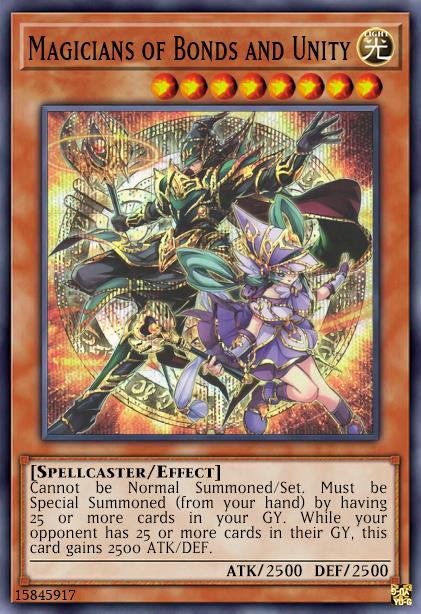 Magicians of Bonds and Unity
LIGHT
光
[Spellcaster/Effect]
Cannot be Normal Summoned/Set. Must be
Special Summoned (from your hand) by having
25 or more cards in your GY. While your
opponent has 25 or more cards in their GY, this
card gains 2500 ATK/DEF.
ATK/2500 DEF/2500
15845917